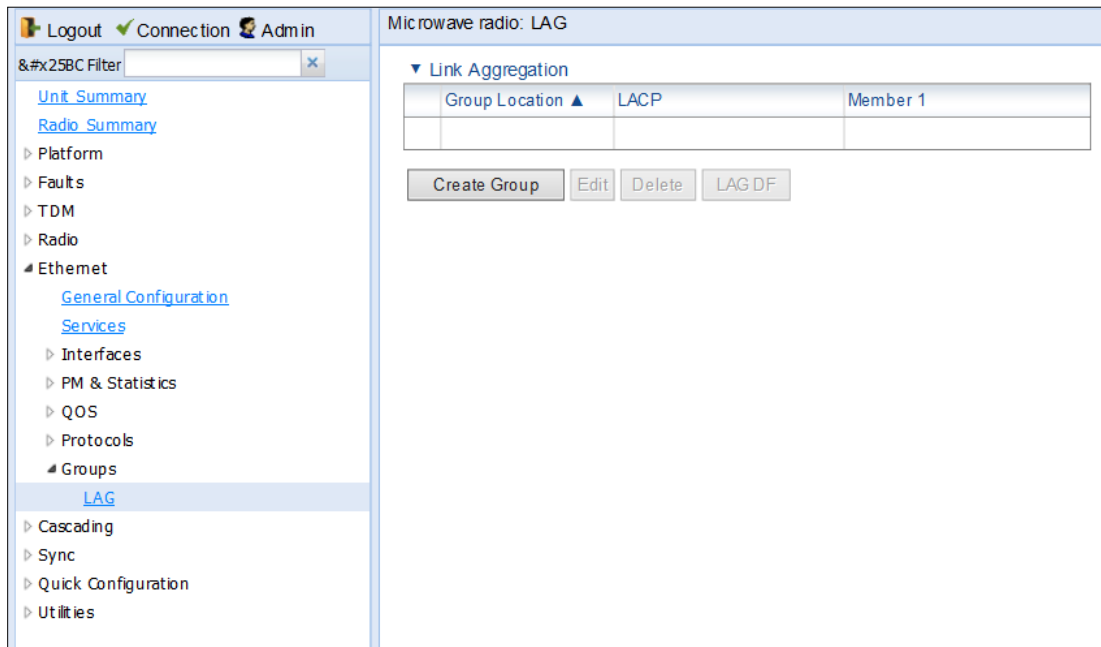 Logout Connection Admin
&#x25BC Filter
Unit Summary
Radio Summary
Platform
Faults
TDM
Radio
Ethernet
General Configuration
Services
Interfaces
PM & Statistics
QOS
Protocols
Groups
LAG
Cascading
Sync
Quick Configuration
Utilities
Microwave radio: LAG
▼ Link Aggregation
Group Location ▲ LACP Member 1
Create Group Edit Delete LAG DF